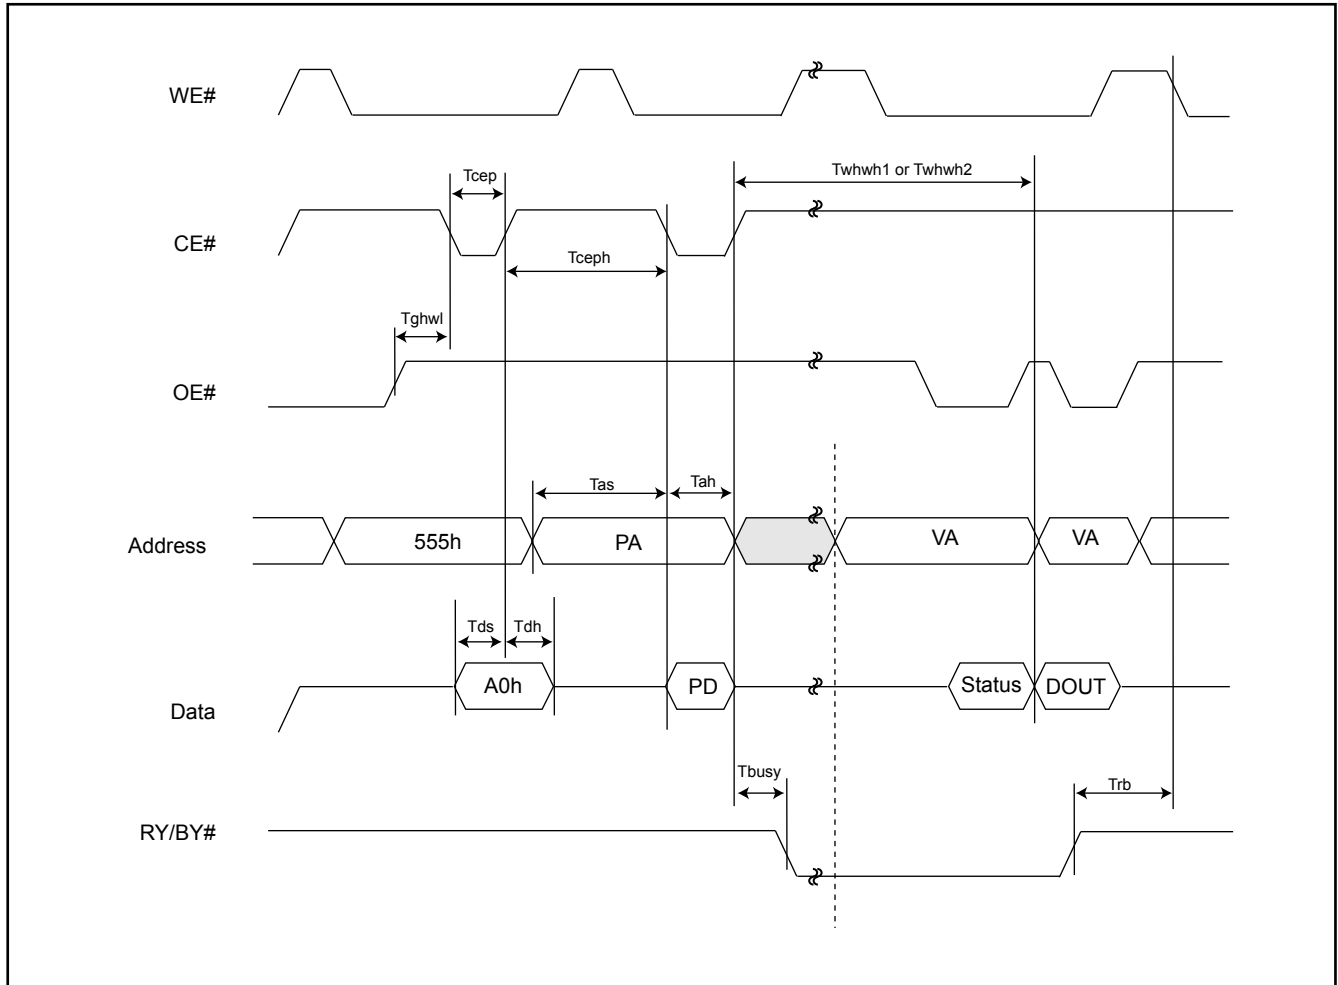 WE#
Tcep
Twhwh1 or Twhwh2
CE#
Tceph
Tghwl
OE#
Tas
Tah
Address
555h
PA
VA
VA
Tds
Tdh
Data
A0h
PD
Status
DOUT
Tbusy
Trb
RY/BY#